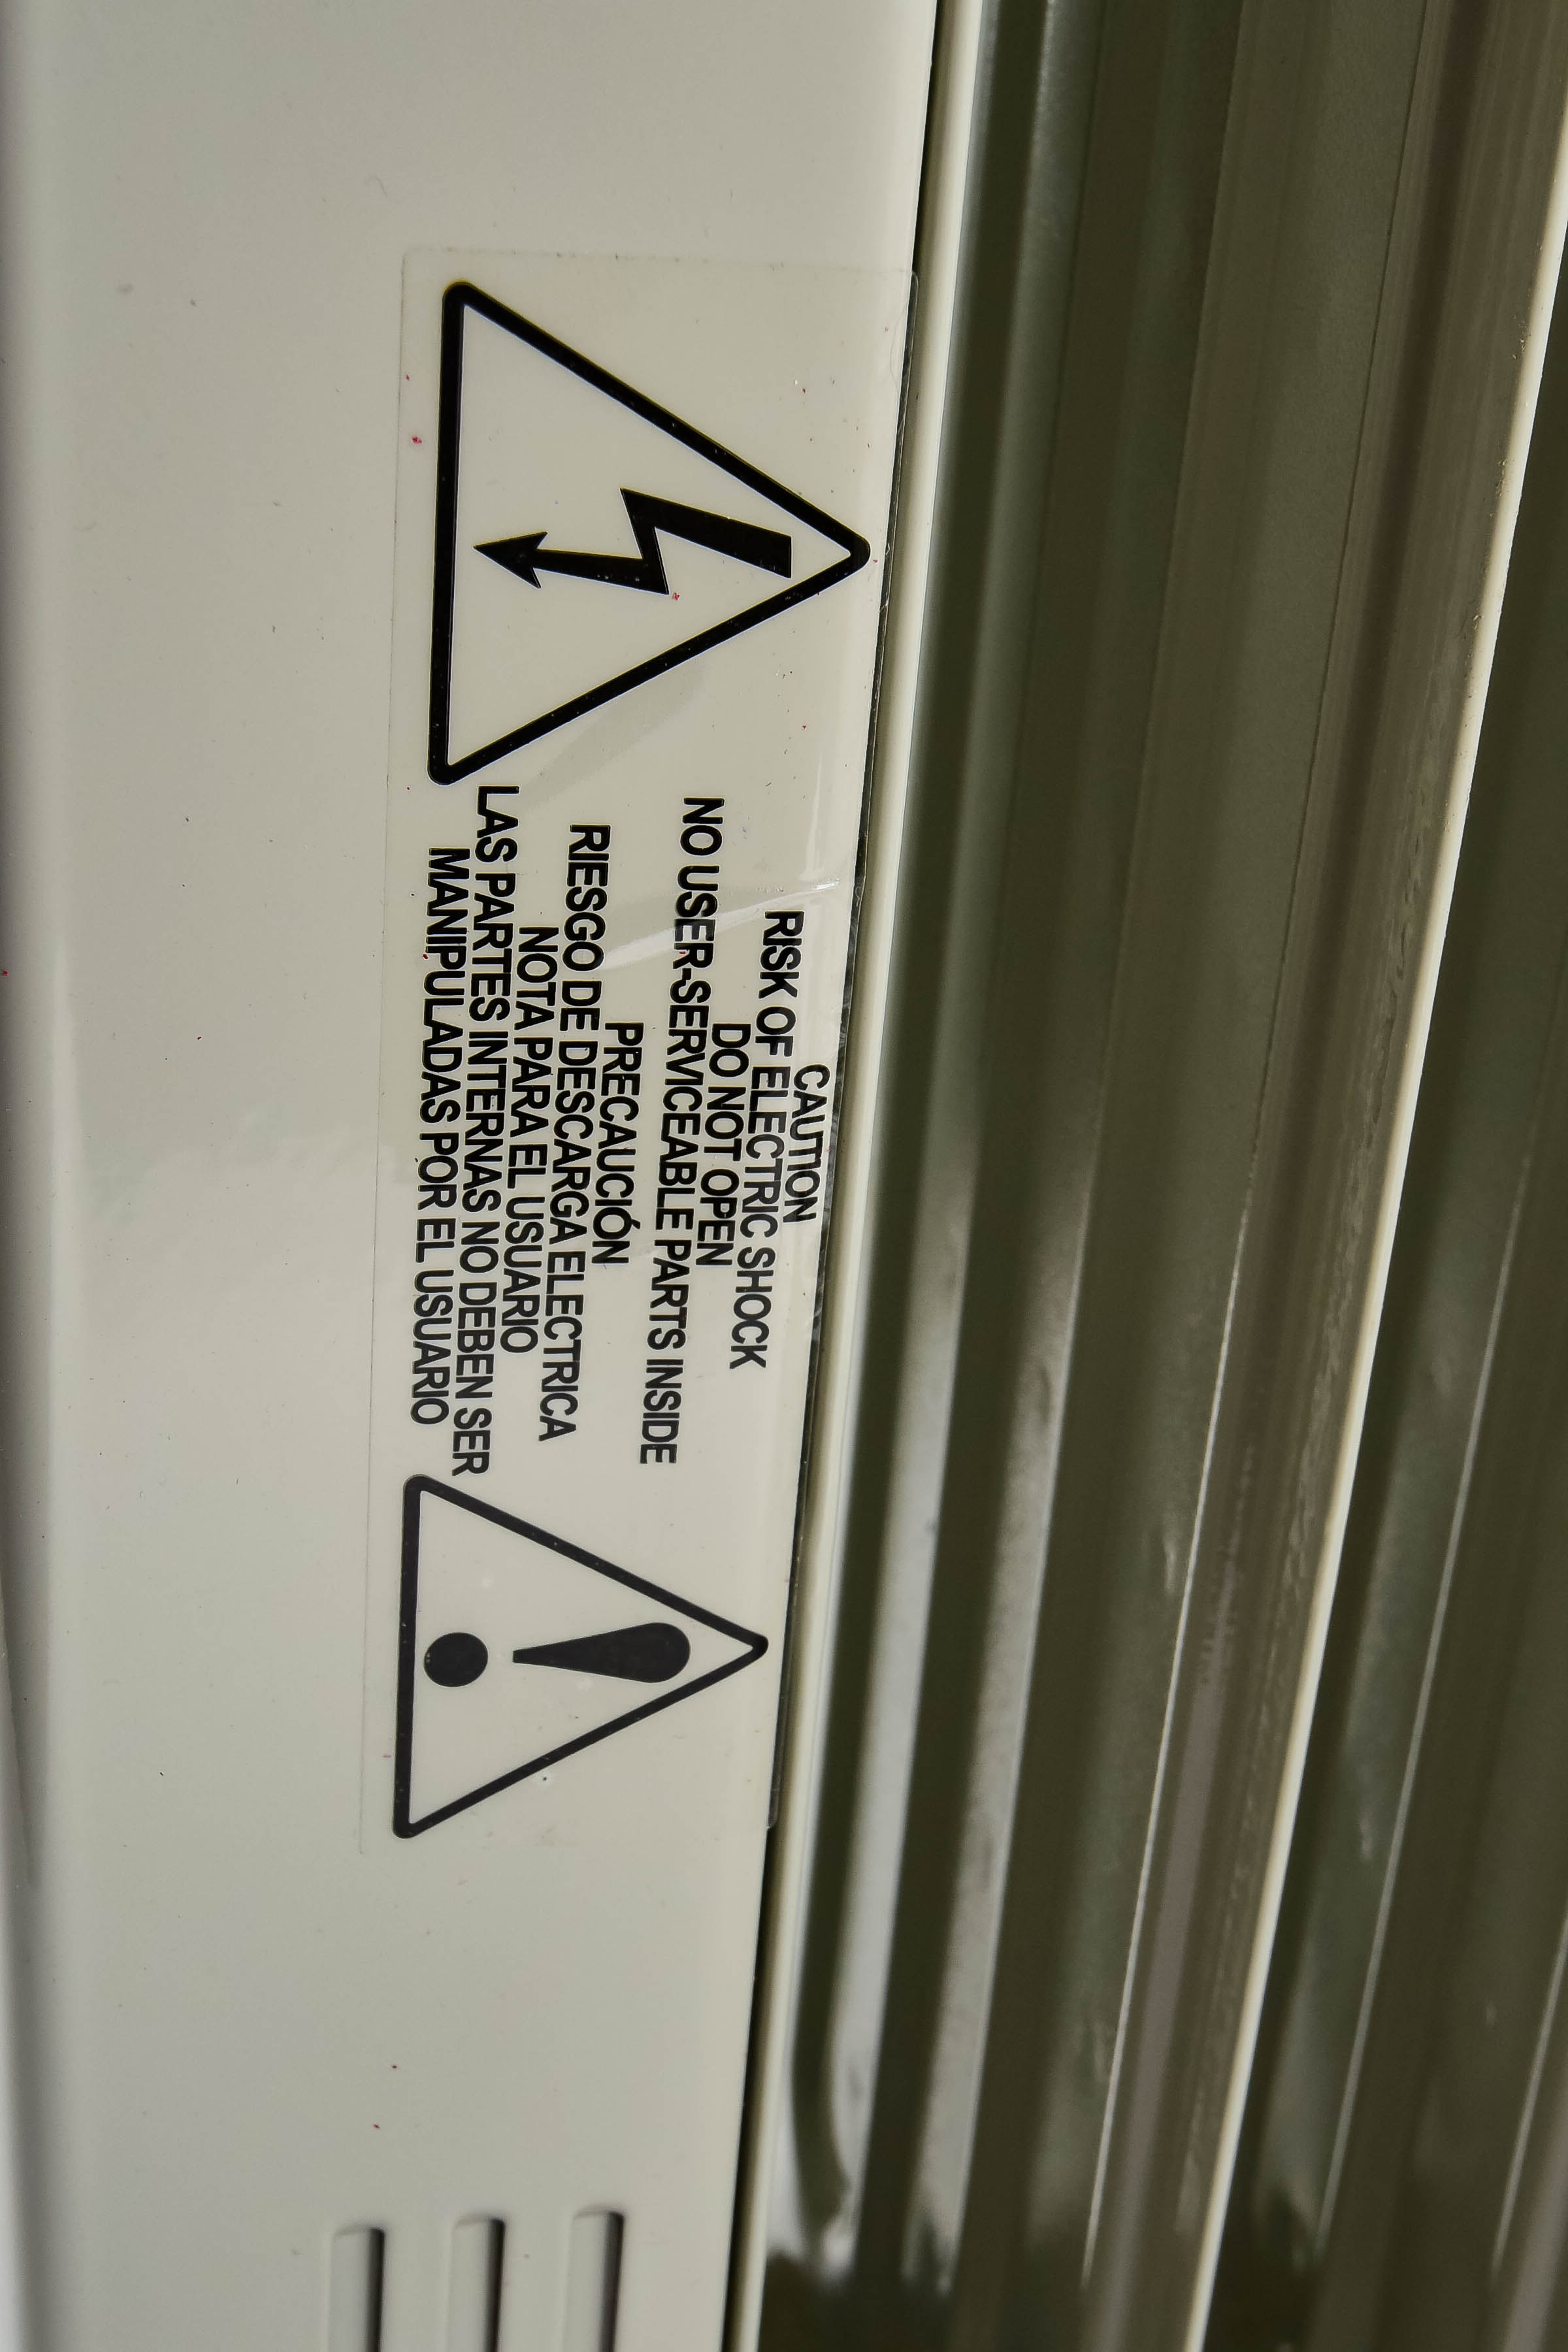 CAUTION
RISK OF ELECTRIC SHOCK
DO NOT OPEN
NO USER-SERVICEABLE PARTS INSIDE
PRECAUCIÓN
RIESGO DE DESCARGA ELECTRICA
NOTA PARA EL USUARIO
LAS PARTES INTERNAS NO DEBEN SER
MANIPULADAS POR EL USUARIO